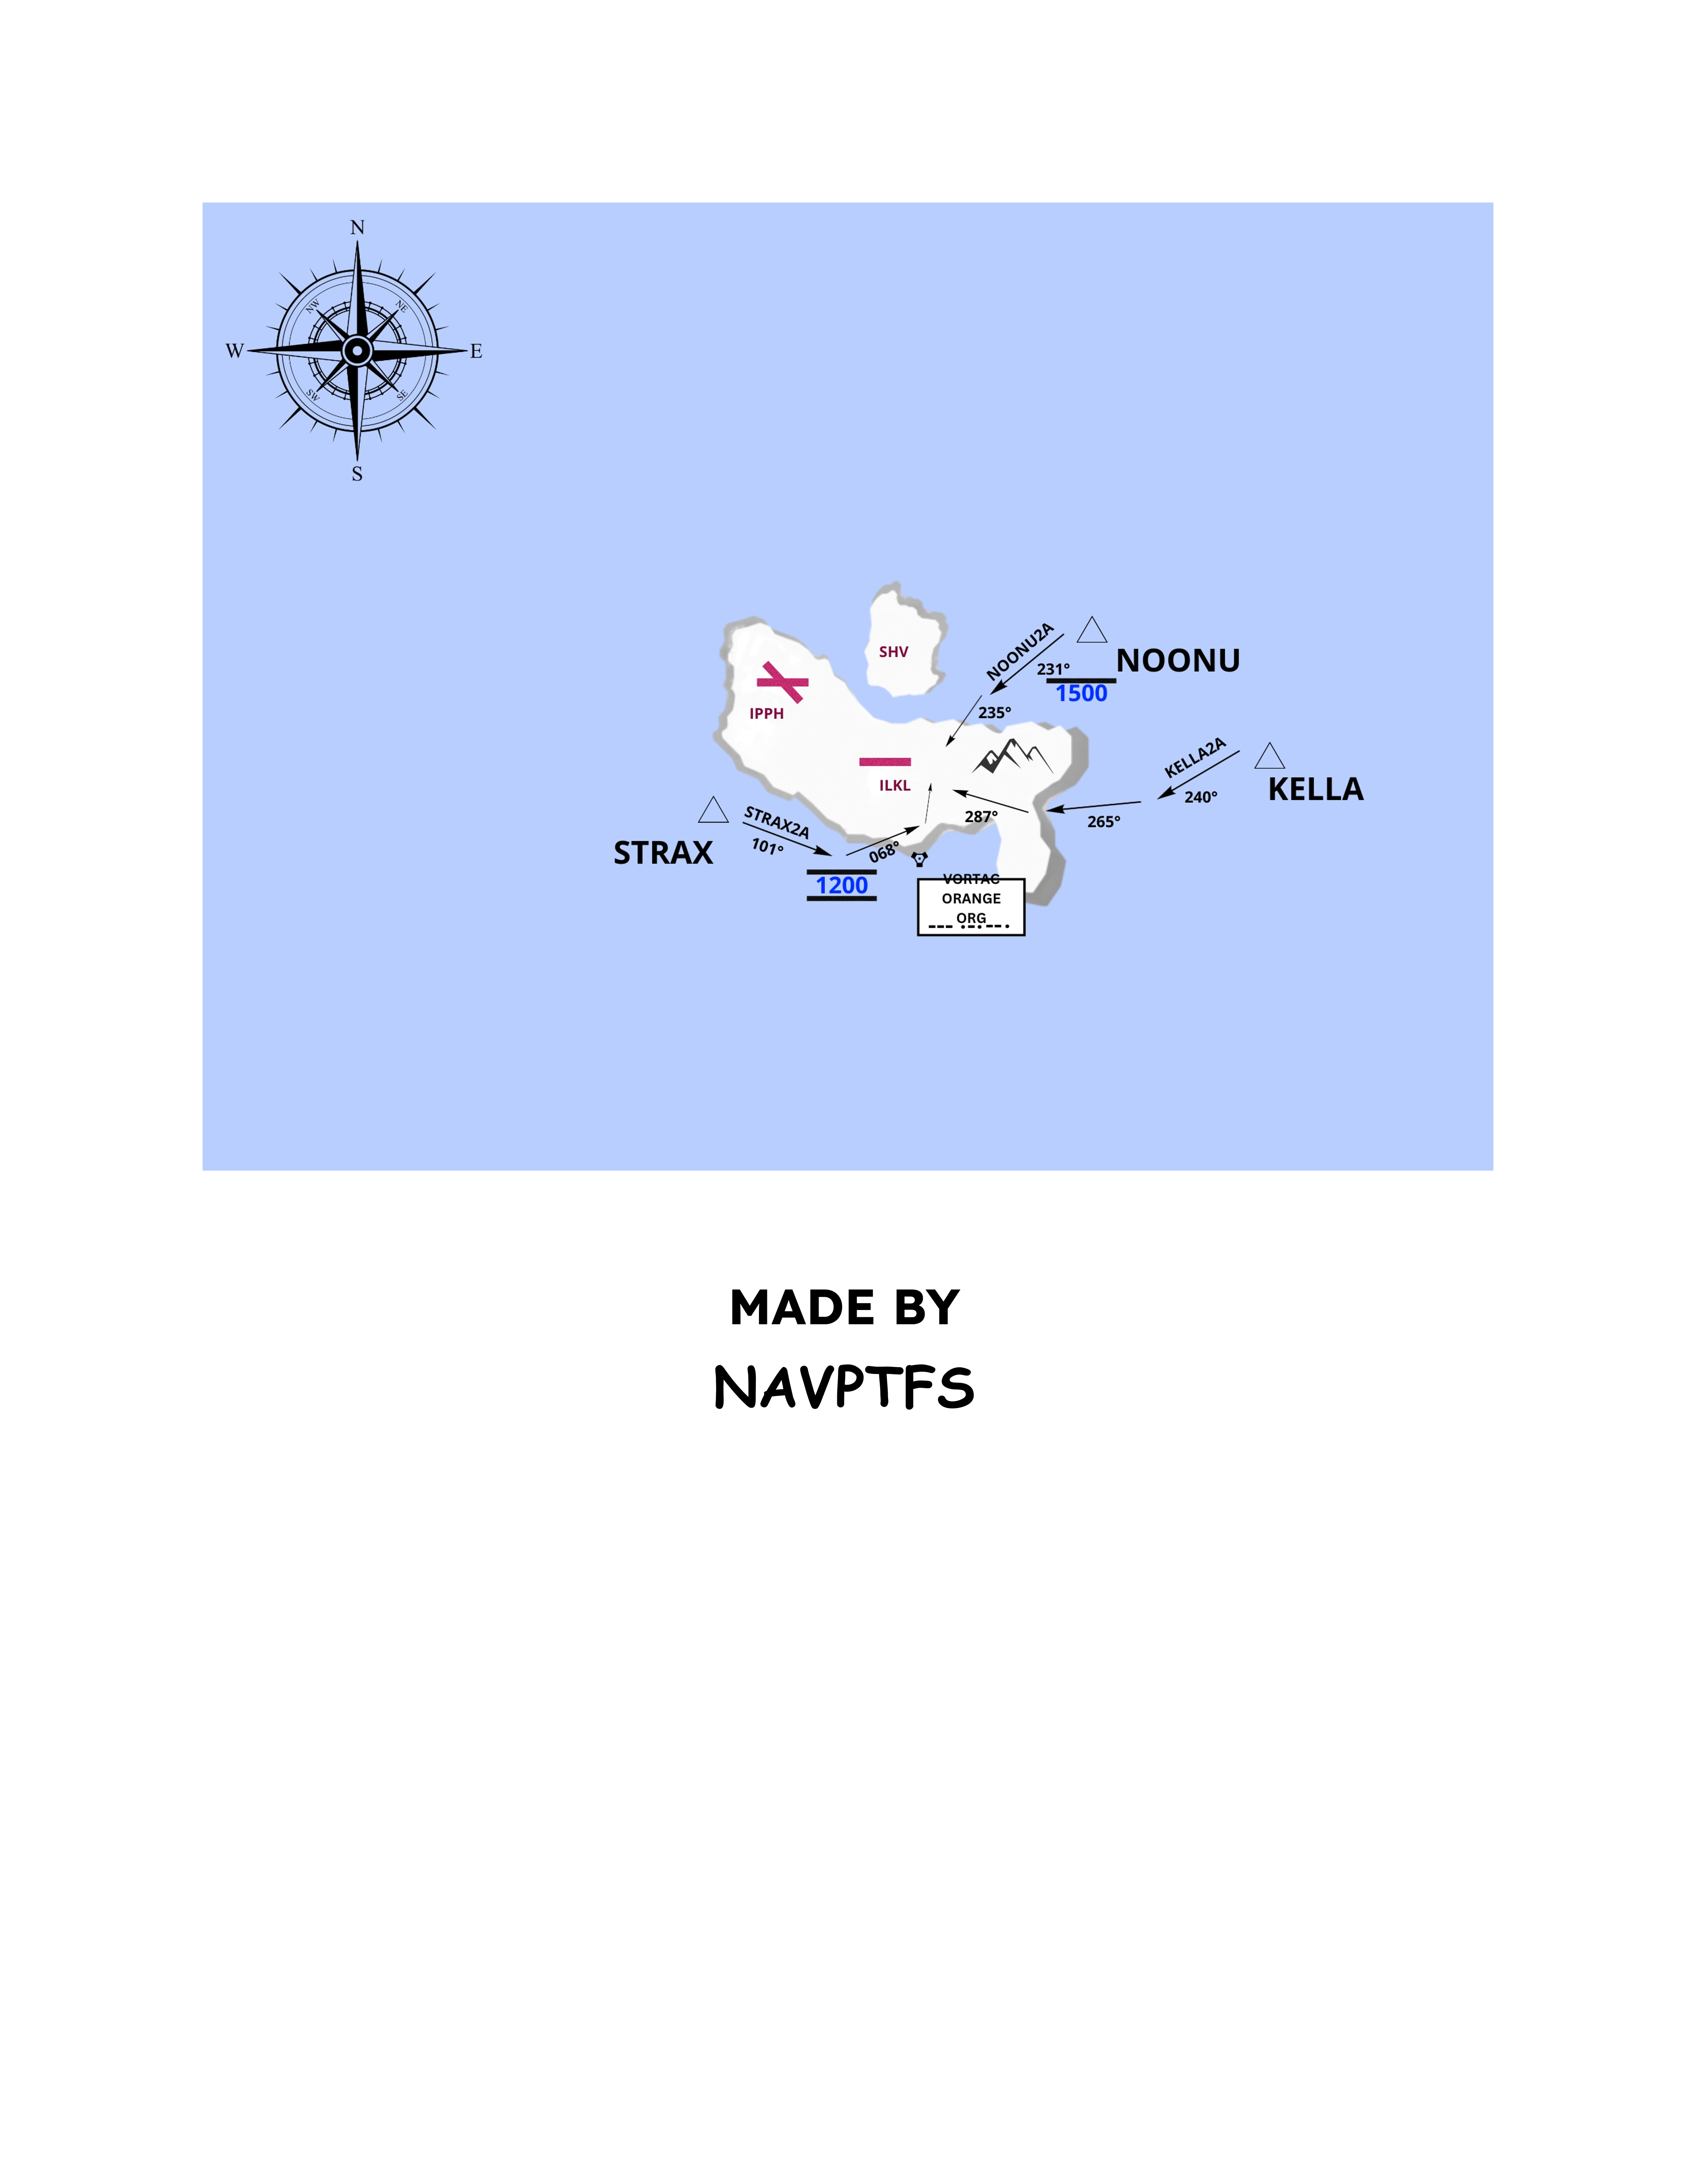 N
NW
NE
W
E
SW
SE
S
SHV
NOONU2A
NOONU
231°
1500
235°
IPPH
ILKL
KELLA2A
KELLA
240°
265°
287°
STRAX2A
STRAX
101°
068°
1200
VORTAC
ORANGE
ORG
--- .-. --.
MADE BY
NAVPTFS